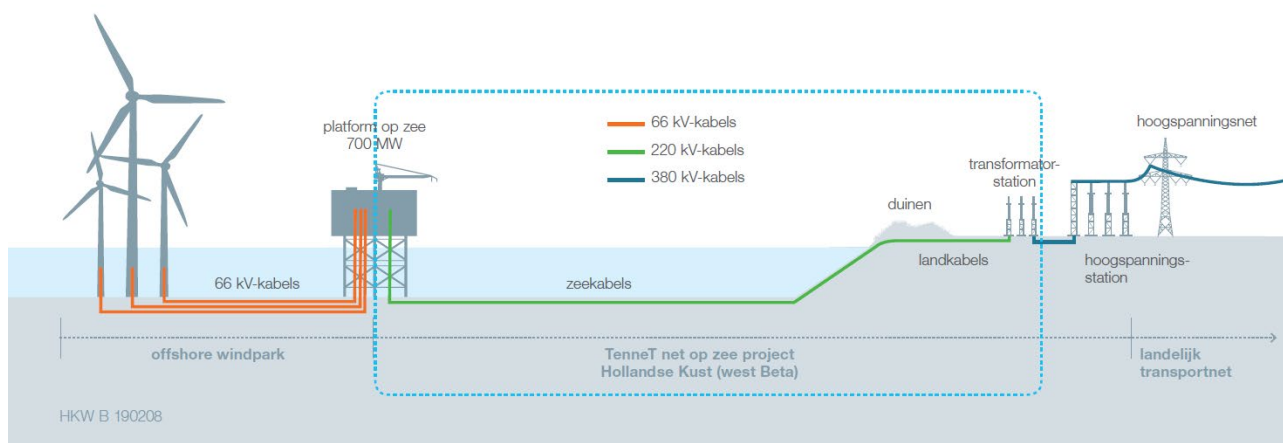 platform op zee
700 MW
66 kV-kabels
220 kV-kabels
380 kV-kabels
hoogspanningsnet
transformator-
station
duinen
66 kV-kabels
zeekabels
landkabels
hoogspannings-
station
offshore windpark
TenneT net op zee project
Hollandse Kust (west Beta)
landelijk
transportnet
HKW B 190208